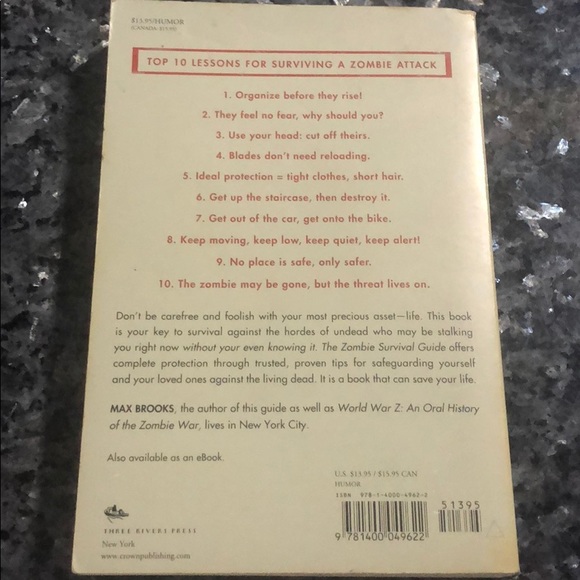 $13.95/HUMOR
(CANADA: $15.95)
TOP 10 LESSONS FOR SURVIVING A ZOMBIE ATTACK
1. Organize before they rise!
2. They feel no fear, why should you?
3. Use your head: cut off theirs.
4. Blades don't need reloading.
5. Ideal protection = tight clothes, short hair.
6. Get up the staircase, then destroy it.
7. Get out of the car, get onto the bike.
8. Keep moving, keep low, keep quiet, keep alert!
9. No place is safe, only safer.
10. The zombie may be gone, but the threat lives on.
Don't be carefree and foolish with your most precious asset—life. This book
is your key to survival against the hordes of undead who may be stalking
you right now without your even knowing it. The Zombie Survival Guide offers
complete protection through trusted, proven tips for safeguarding yourself
and your loved ones against the living dead. It is a book that can save your life.
MAX BROOKS, the author of this guide as well as World War Z: An Oral History
of the Zombie War, lives in New York City.
Also available as an eBook.
U.S. $13.95 / $15.95 CAN
HUMOR
ISBN 978-1-4000-4962-2
51395
9 781400 049622
THREE RIVERS PRESS
New York
www.crownpublishing.com